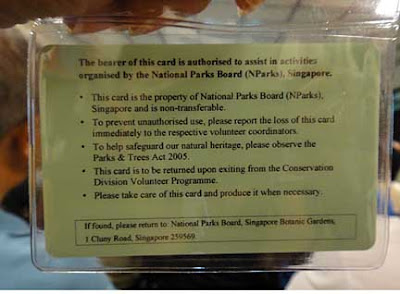 The bearer of this card is authorised to assist in activities
organised by the National Parks Board (NParks), Singapore.
• This card is the property of National Parks Board (NParks),
Singapore and is non-transferable.
• To prevent unauthorised use, please report the loss of this card
immediately to the respective volunteer coordinators.
• To help safeguard our natural heritage, please observe the
Parks & Trees Act 2005.
• This card is to be returned upon exiting from the Conservation
Division Volunteer Programme.
• Please take care of this card and produce it when necessary.
If found, please return to: National Parks Board, Singapore Botanic Gardens,
1 Cluny Road, Singapore 259569.